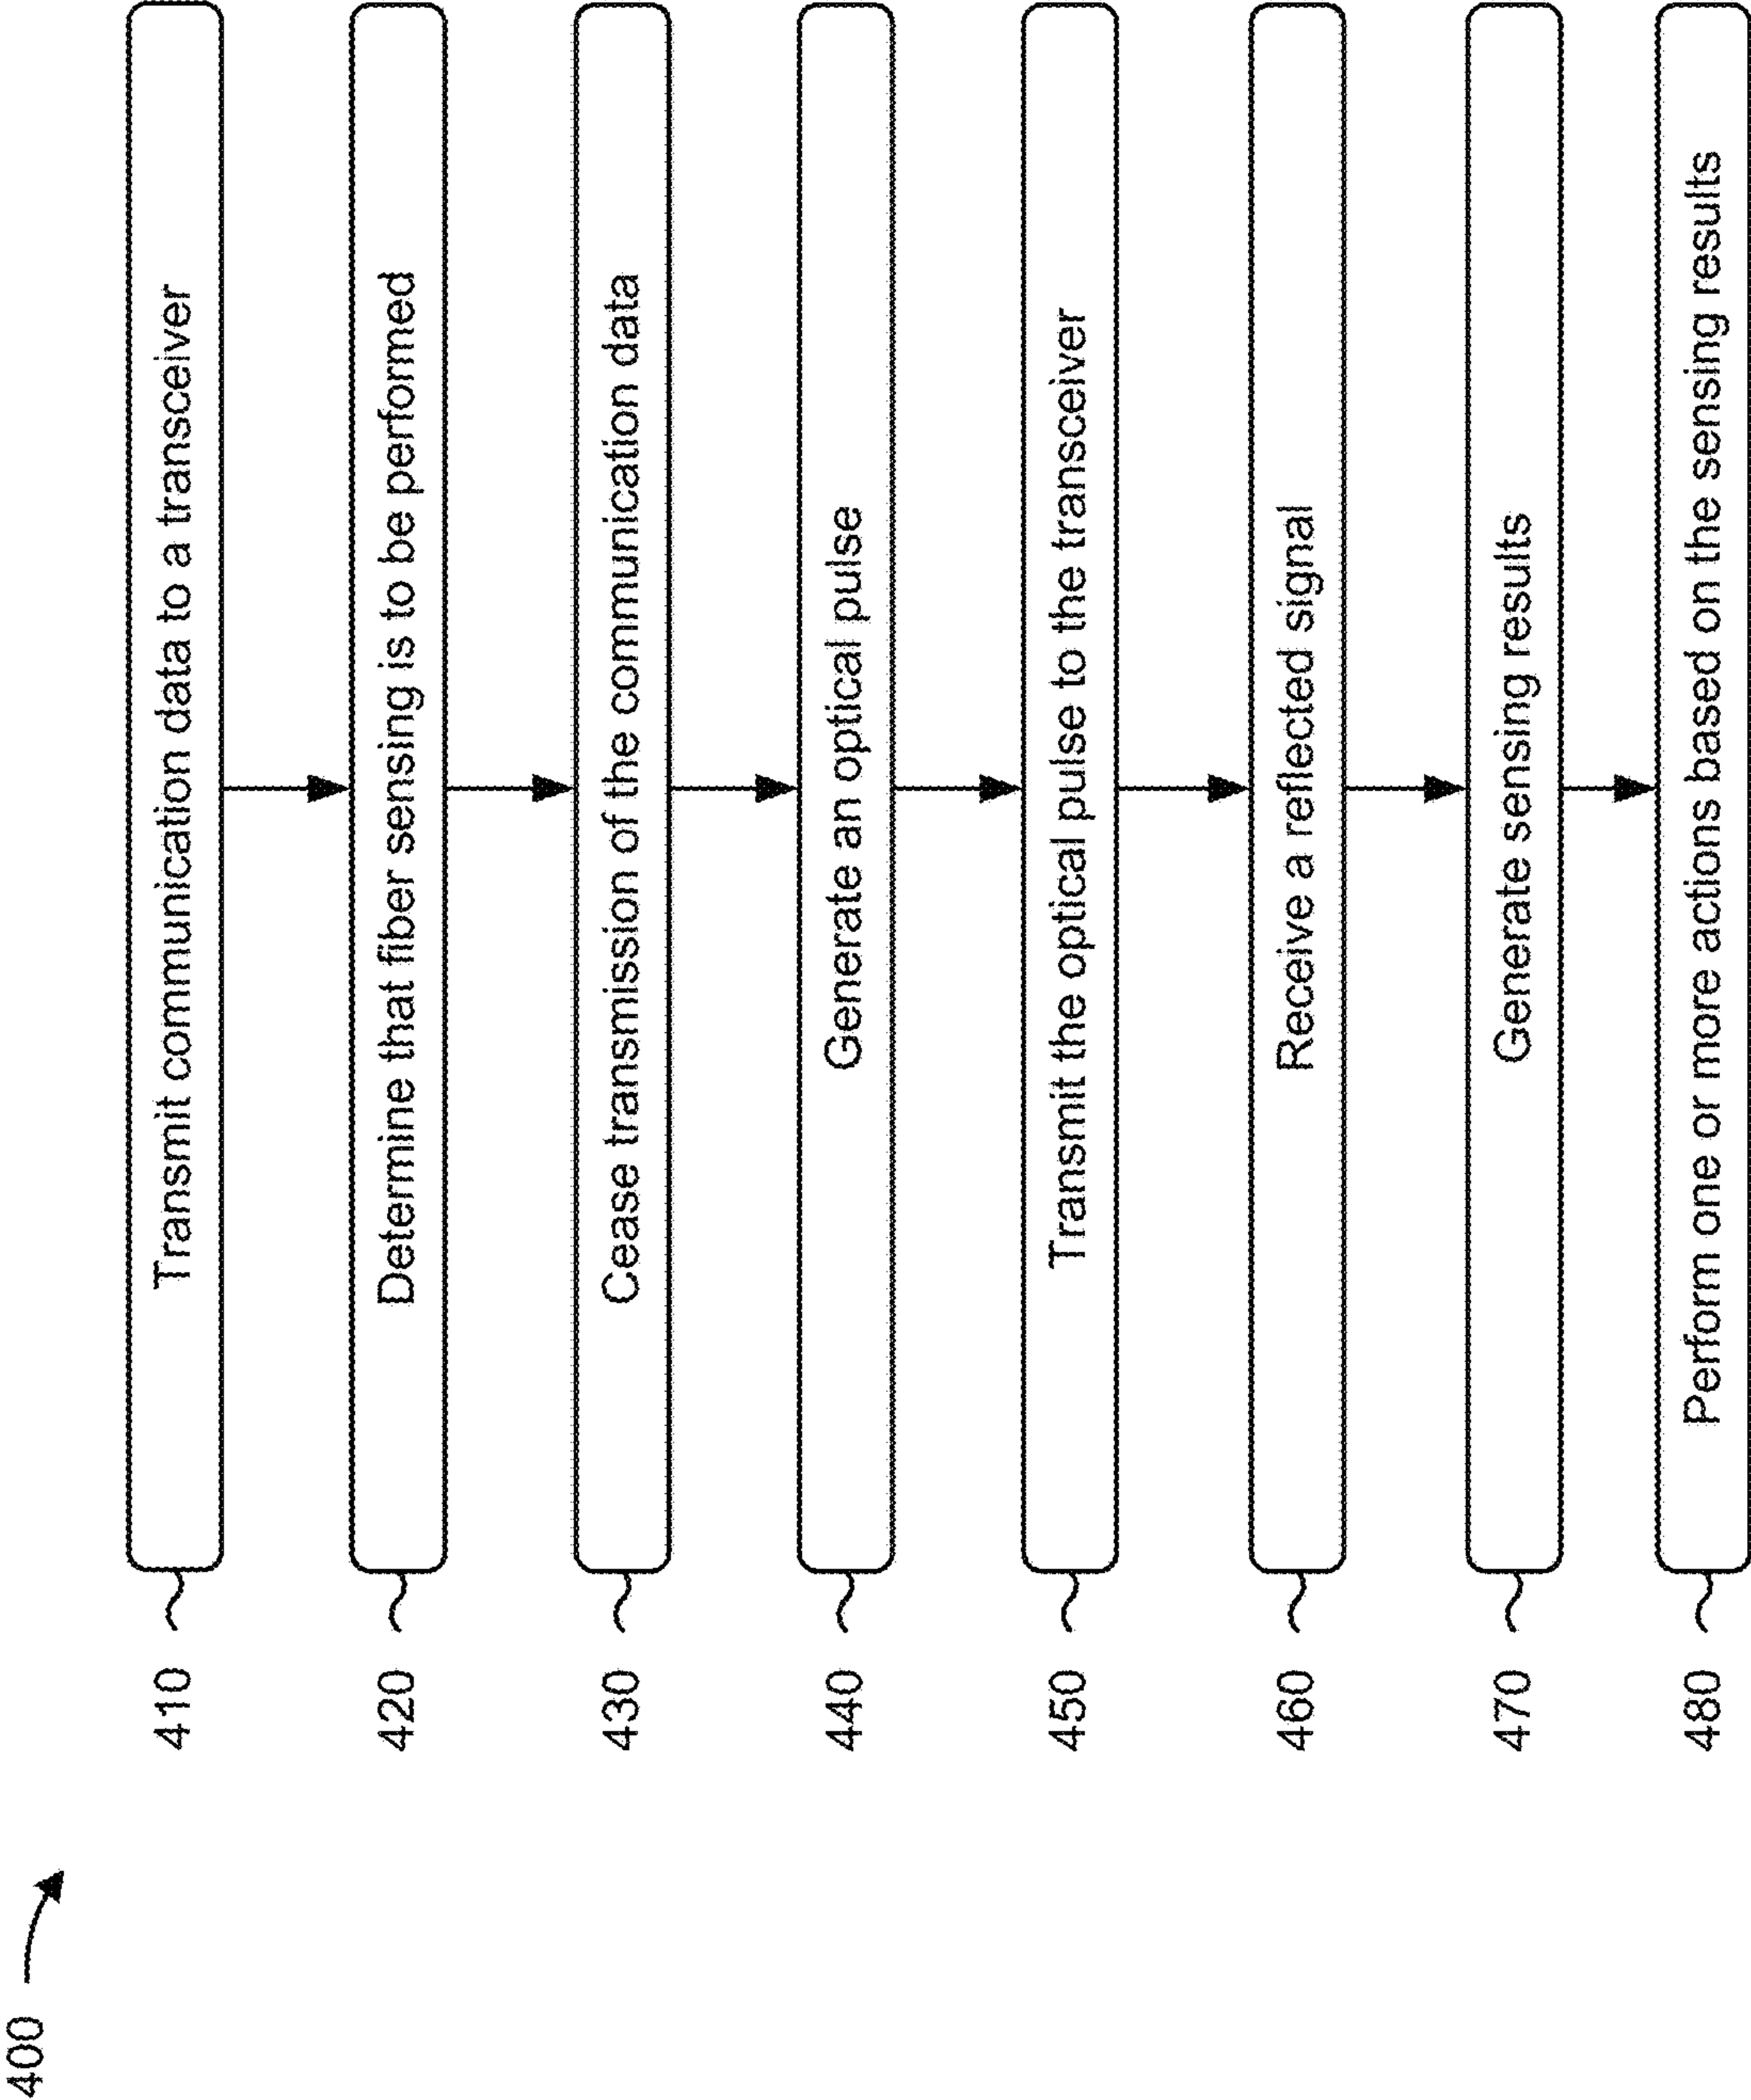 400
410
Transmit communication data to a transceiver
420
Determine that fiber sensing is to be performed
430
Cease transmission of the communication data
440
Generate an optical pulse
450
Transmit the optical pulse to the transceiver
460
Receive a reflected signal
470
Generate sensing results
480
Perform one or more actions based on the sensing results